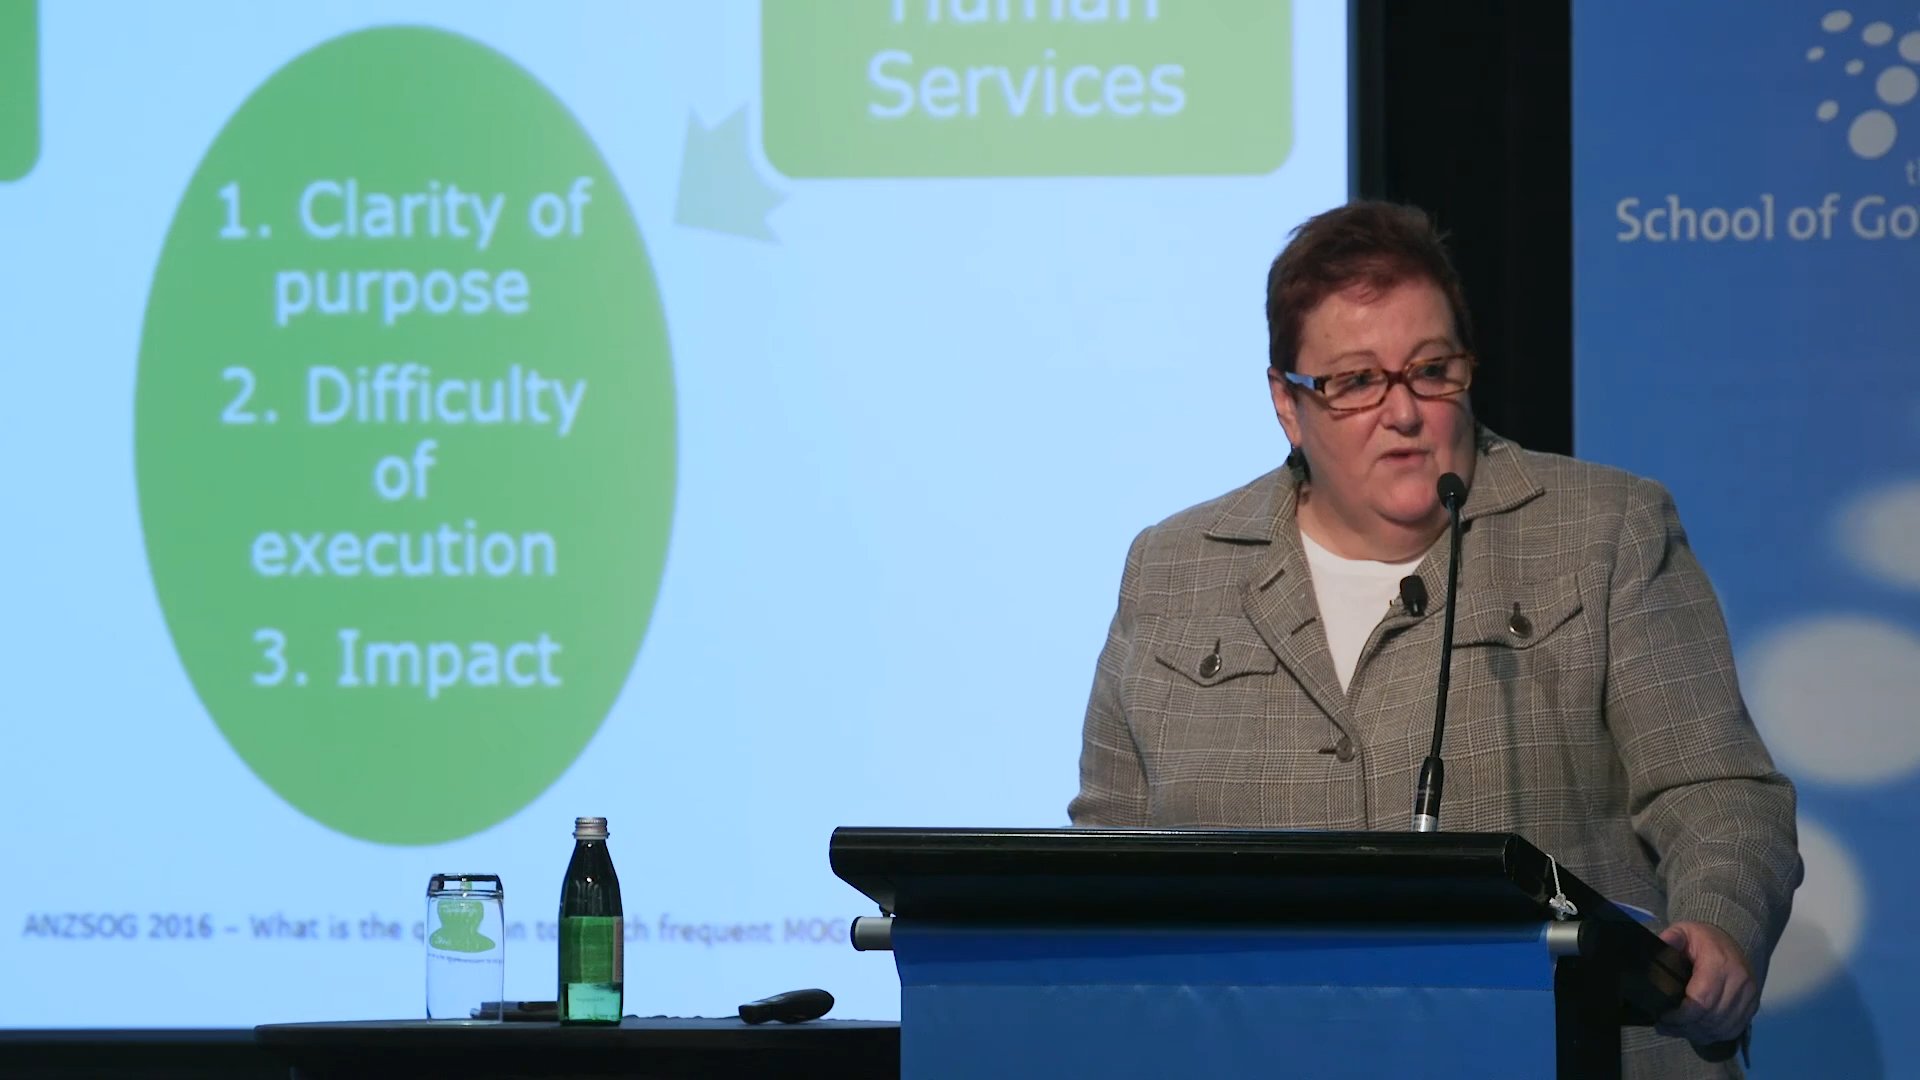 Human
Services
1. Clarity of
purpose
2. Difficulty
of
execution
3. Impact
School of Go
ANZSOG 2016 – What is the frequent MOG